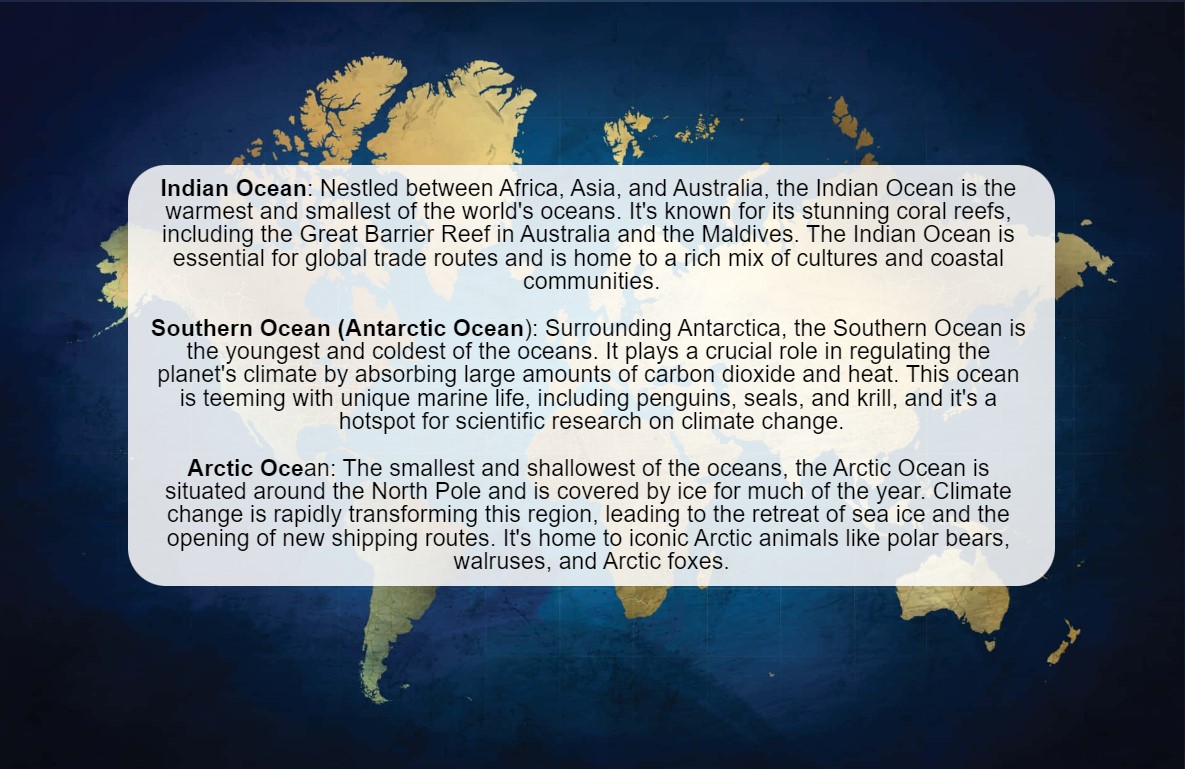 Indian Ocean: Nestled between Africa, Asia, and Australia, the Indian Ocean is the
warmest and smallest of the world's oceans. It's known for its stunning coral reefs,
including the Great Barrier Reef in Australia and the Maldives. The Indian Ocean is
essential for global trade routes and is home to a rich mix of cultures and coastal
communities.
Southern Ocean (Antarctic Ocean): Surrounding Antarctica, the Southern Ocean is
the youngest and coldest of the oceans. It plays a crucial role in regulating the
planet's climate by absorbing large amounts of carbon dioxide and heat. This ocean
is teeming with unique marine life, including penguins, seals, and krill, and it's a
hotspot for scientific research on climate change.
Arctic Ocean: The smallest and shallowest of the oceans, the Arctic Ocean is
situated around the North Pole and is covered by ice for much of the year. Climate
change is rapidly transforming this region, leading to the retreat of sea ice and the
opening of new shipping routes. It's home to iconic Arctic animals like polar bears,
walruses, and Arctic foxes.